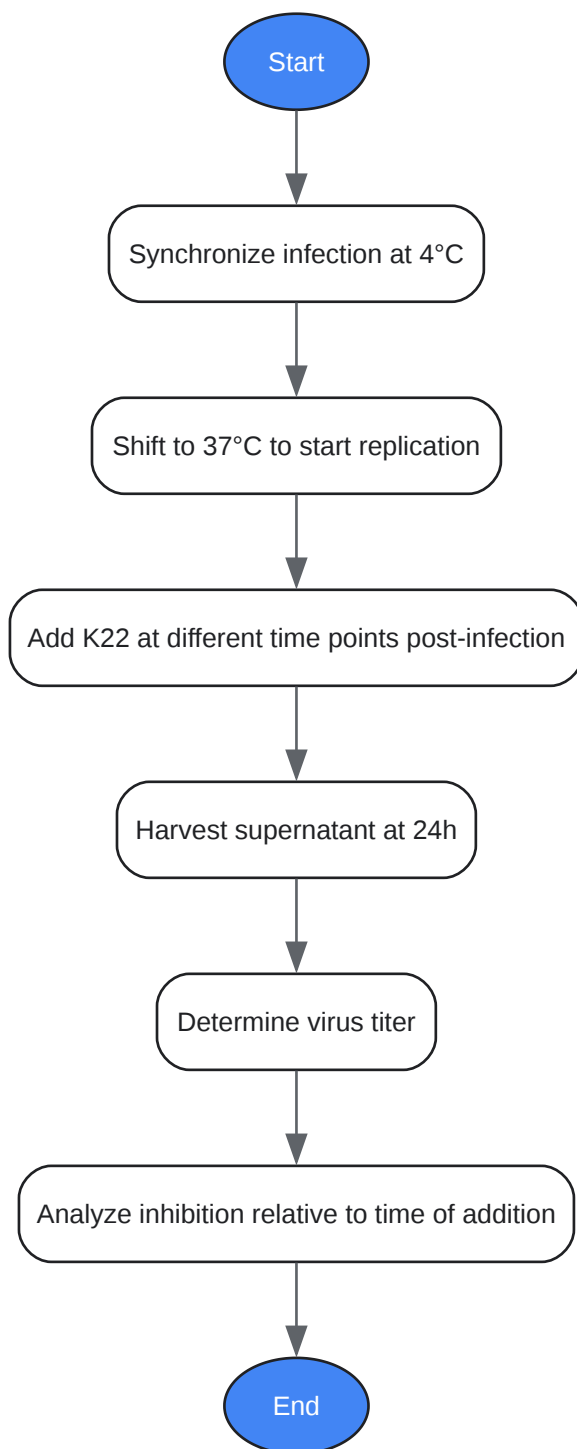 Start
Synchronize infection at 4°C
Shift to 37°C to start replication
Add K22 at different time points post-infection
Harvest supernatant at 24h
Determine virus titer
Analyze inhibition relative to time of addition
End